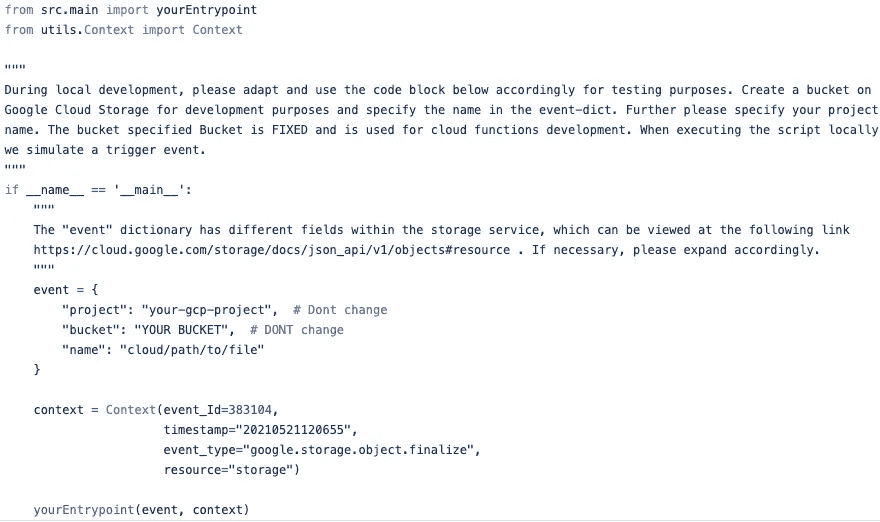 from src.main import yourEntrypoint
from utils.Context import Context
"""
During local development, please adapt and use the code block below accordingly for testing purposes. Create a bucket on
Google Cloud Storage for development purposes and specify the name in the event-dict. Further please specify your project
name. The bucket specified Bucket is FIXED and is used for cloud functions development. When executing the script locally
we simulate a trigger event.
"""
if __name__ == '__main__':
    """
    The "event" dictionary has different fields within the storage service, which can be viewed at the following link
    https://cloud.google.com/storage/docs/json_api/v1/objects#resource . If necessary, please expand accordingly.
    """
    event = {
        "project": "your-gcp-project",  # Dont change
        "bucket": "YOUR BUCKET",  # DONT change
        "name": "cloud/path/to/file"
    }
    context = Context(event_Id=383104,
                      timestamp="20210521120655",
                      event_type="google.storage.object.finalize",
                      resource="storage")
    yourEntrypoint(event, context)